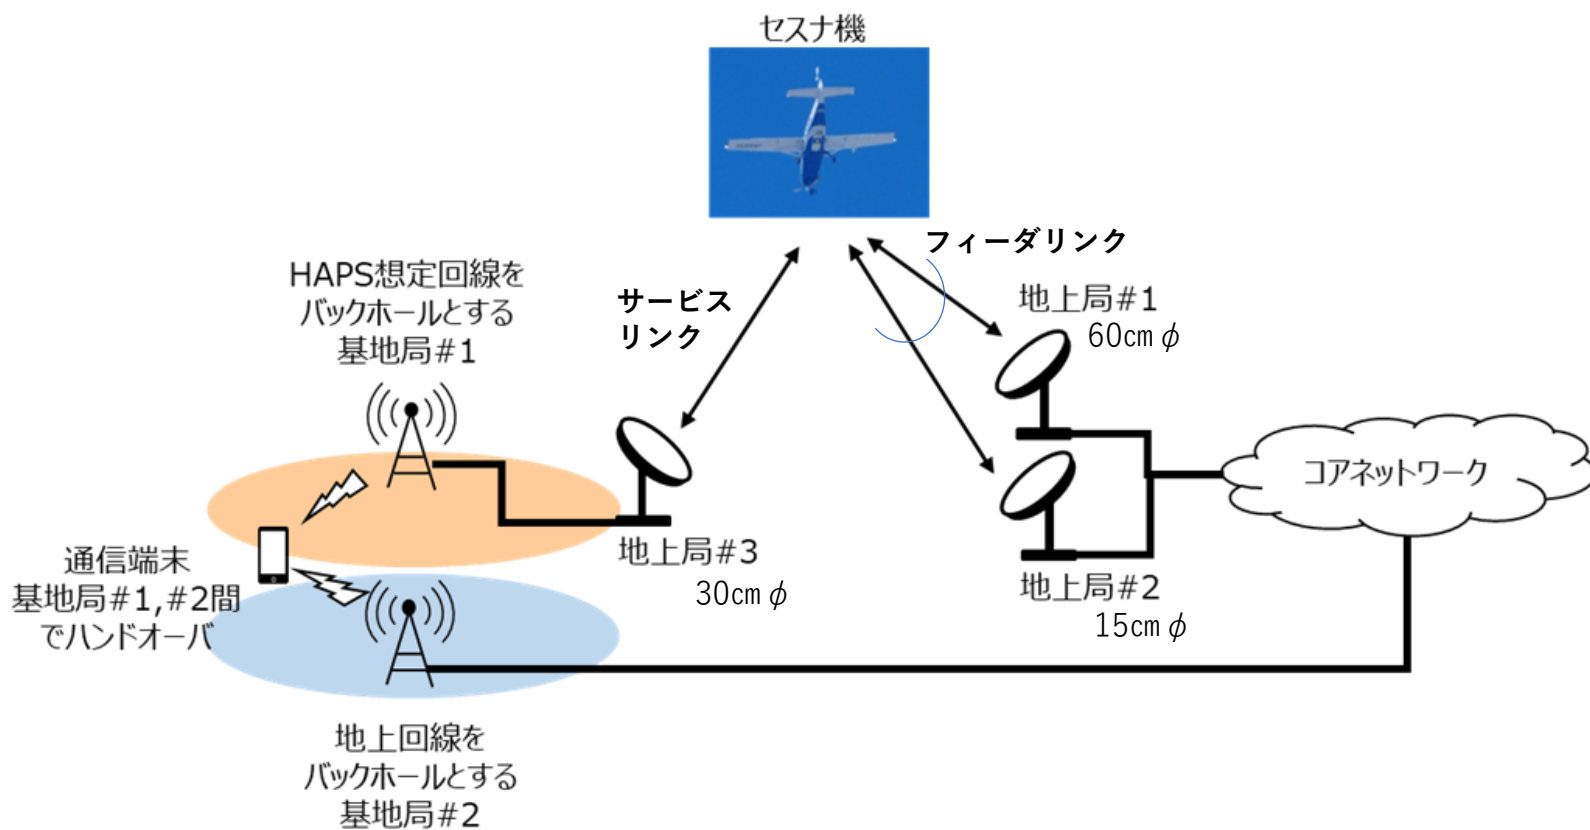 セスナ機
フィーダリンク
HAPS想定回線を
バックホールとする
基地局#1
サービス
リンク
地上局#1
60cmφ
コアネットワーク
地上局#3
30cmφ
地上局#2
15cmφ
通信端末
基地局#1,#2間
でハンドオーバ
地上回線を
バックホールとする
基地局#2